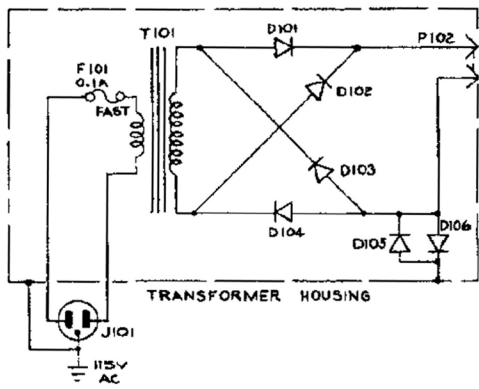 T101
D101
P102
F101
0.1A
FAST
D102
D103
D104
D105
D106
TRANSFORMER HOUSING
J101
115V
AC